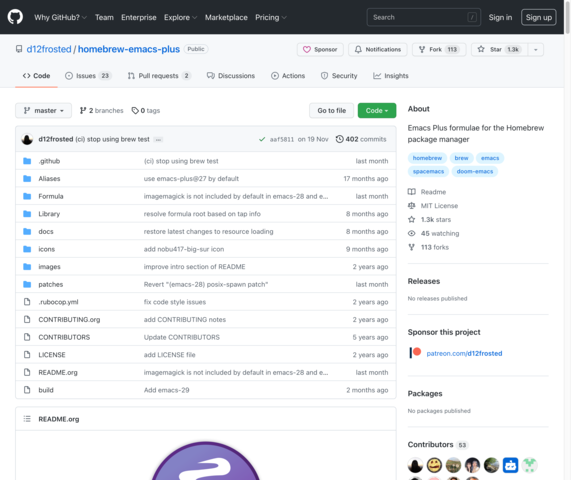 Why GitHub? Team Enterprise Explore Marketplace Pricing Search / Sign in Sign up
d12frosted / homebrew-emacs-plus Public Sponsor Notifications Fork 113 Star 1.3k
Code Issues 23 Pull requests 2 Discussions Actions Security Insights
master 2 branches 0 tags Go to file Code
d12frosted (ci) stop using brew test ... aaf5811 on 19 Nov 402 commits
.github (ci) stop using brew test last month
Aliases use emacs-plus@27 by default 17 months ago
Formula imagemagick is not included by default in emacs-28 and e... last month
Library resolve formula root based on tap info 8 months ago
docs restore latest changes to resource loading 8 months ago
icons add nobu417-big-sur icon 9 months ago
images improve intro section of README 2 years ago
patches Revert "(emacs-28) posix-spawn patch" last month
.rubocop.yml fix code style issues 2 years ago
CONTRIBUTING.org add CONTRIBUTING notes 2 years ago
CONTRIBUTORS Update CONTRIBUTORS 5 years ago
LICENSE add LICENSE file 2 years ago
README.org imagemagick is not included by default in emacs-28 and e... last month
build Add emacs-29 2 months ago
README.org
About
Emacs Plus formulae for the Homebrew
package manager
homebrew brew emacs
spacemacs doom-emacs
Readme
MIT License
1.3k stars
45 watching
113 forks
Releases
No releases published
Sponsor this project
patreon.com/d12frosted
Packages
No packages published
Contributors 53